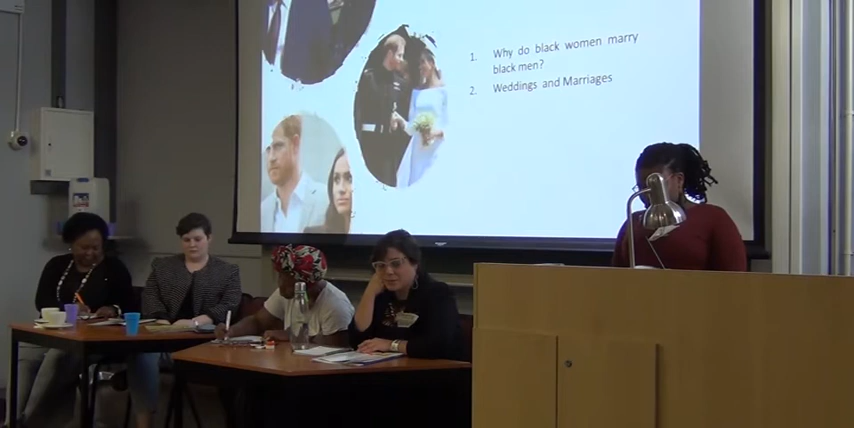 1. Why do black women marry
black men?
2. Weddings and Marriages